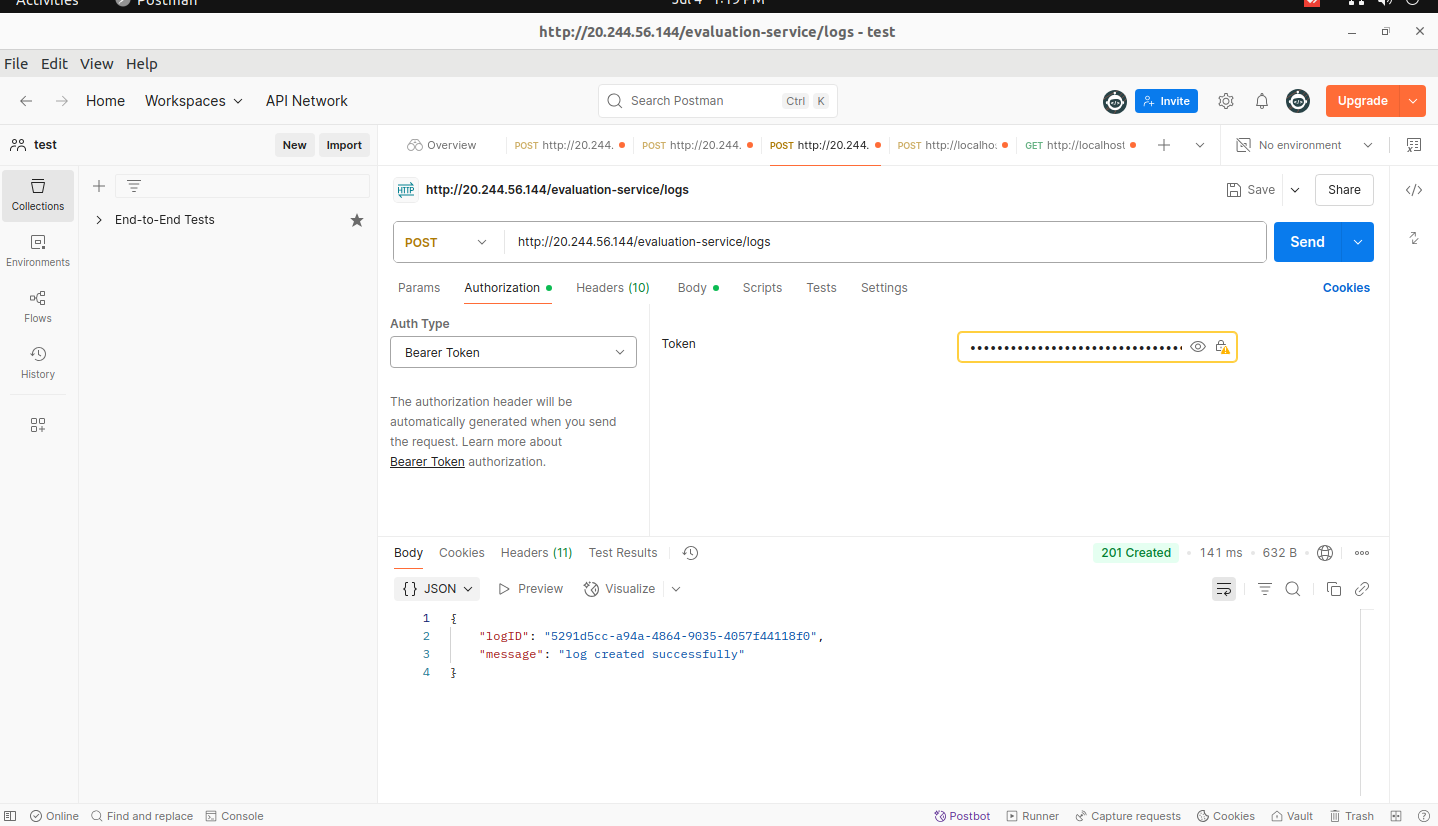 Activities Postman Jul 4 1:19 PM
http://20.244.56.144/evaluation-service/logs - test
File Edit View Help
Home Workspaces API Network Search Postman Ctrl K Invite Upgrade
test New Import Overview POST http://20.244. POST http://20.244. POST http://20.244. POST http://localho: GET http://localhost No environment
Collections
HTTP http://20.244.56.144/evaluation-service/logs Save Share
End-to-End Tests
POST http://20.244.56.144/evaluation-service/logs Send
Environments
Params Authorization Headers (10) Body Scripts Tests Settings Cookies
Flows
Auth Type
Token
Bearer Token
History
The authorization header will be
automatically generated when you send
the request. Learn more about
Bearer Token authorization.
Body Cookies Headers (11) Test Results 201 Created 141 ms 632 B
{} JSON Preview Visualize
1 {
2 "logID": "5291d5cc-a94a-4864-9035-4057f44118f0",
3 "message": "log created successfully"
4 }
Online Find and replace Console Postbot Runner Capture requests Cookies Vault Trash